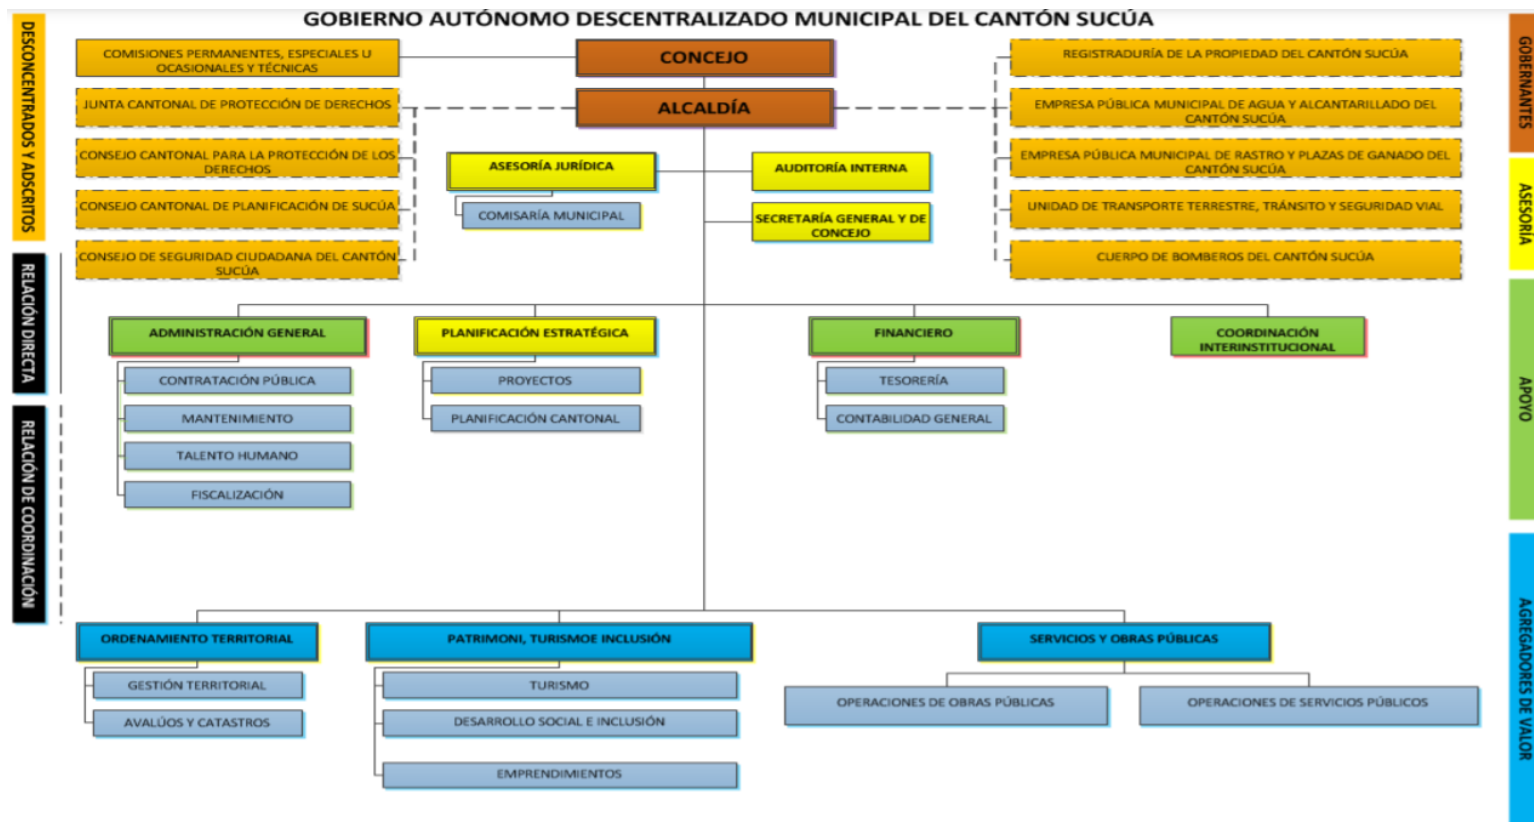 GOBIERNO AUTÓNOMO DESCENTRALIZADO MUNICIPAL DEL CANTÓN SUCÚA
DESCONCENTRADOS Y ADSCRITOS
RELACIÓN DIRECTA
RELACIÓN DE COORDINACIÓN
COMISIONES PERMANENTES, ESPECIALES U
OCASIONALES Y TÉCNICAS
JUNTA CANTONAL DE PROTECCIÓN DE DERECHOS
CONSEJO CANTONAL PARA LA PROTECCIÓN DE LOS
DERECHOS
CONSEJO CANTONAL DE PLANIFICACIÓN DE SUCÚA
CONSEJO DE SEGURIDAD CIUDADANA DEL CANTÓN
SUCÚA
CONCEJO
ALCALDÍA
ASESORÍA JURÍDICA
COMISARÍA MUNICIPAL
AUDITORÍA INTERNA
SECRETARÍA GENERAL Y DE
CONCEJO
REGISTRADURÍA DE LA PROPIEDAD DEL CANTÓN SUCÚA
EMPRESA PÚBLICA MUNICIPAL DE AGUA Y ALCANTARILLADO DEL
CANTÓN SUCÚA
EMPRESA PÚBLICA MUNICIPAL DE RASTRO Y PLAZAS DE GANADO DEL
CANTÓN SUCÚA
UNIDAD DE TRANSPORTE TERRESTRE, TRÁNSITO Y SEGURIDAD VIAL
CUERPO DE BOMBEROS DEL CANTÓN SUCÚA
ADMINISTRACIÓN GENERAL
CONTRATACIÓN PÚBLICA
MANTENIMIENTO
TALENTO HUMANO
FISCALIZACIÓN
PLANIFICACIÓN ESTRATÉGICA
PROYECTOS
PLANIFICACIÓN CANTONAL
FINANCIERO
TESORERÍA
CONTABILIDAD GENERAL
COORDINACIÓN
INTERINSTITUCIONAL
ORDENAMIENTO TERRITORIAL
GESTIÓN TERRITORIAL
AVALÚOS Y CATASTROS
PATRIMONI, TURISMOE INCLUSIÓN
TURISMO
DESARROLLO SOCIAL E INCLUSIÓN
EMPRENDIMIENTOS
SERVICIOS Y OBRAS PÚBLICAS
OPERACIONES DE OBRAS PÚBLICAS
OPERACIONES DE SERVICIOS PÚBLICOS
GOBERNANTES
ASESORÍA
APOYO
AGREGADORES DE VALOR